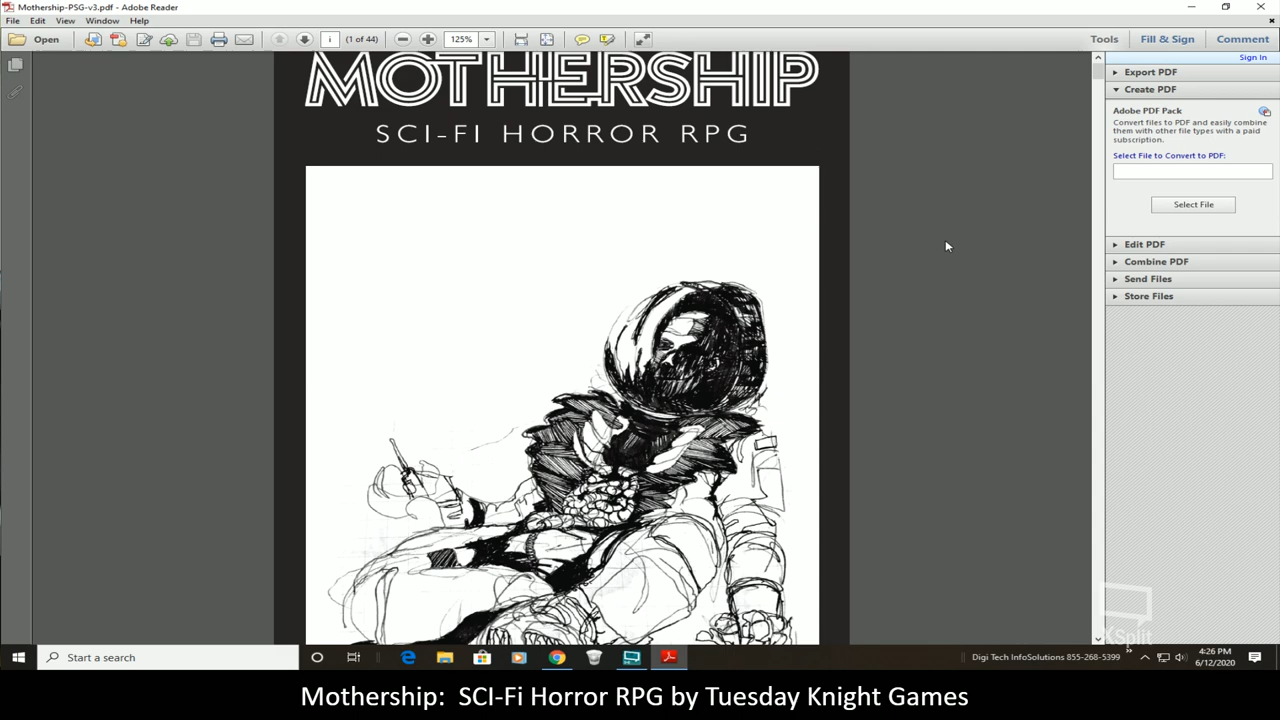 Mothership-PSG-v3.pdf - Adobe Reader
File Edit View Window Help
Open
i
(1 of 44)
125%
Tools
Fill & Sign
Comment
Sign In
Export PDF
Create PDF
Adobe PDF Pack
Convert files to PDF and easily combine
them with other file types with a paid
subscription.
Select File to Convert to PDF:
Select File
Edit PDF
Combine PDF
Send Files
Store Files
MOTHERSHIP
SCI-FI HORROR RPG
XSplit
Start a search
Digi Tech InfoSolutions 855-268-5399
4:26 PM
6/12/2020
Mothership: SCI-Fi Horror RPG by Tuesday Knight Games